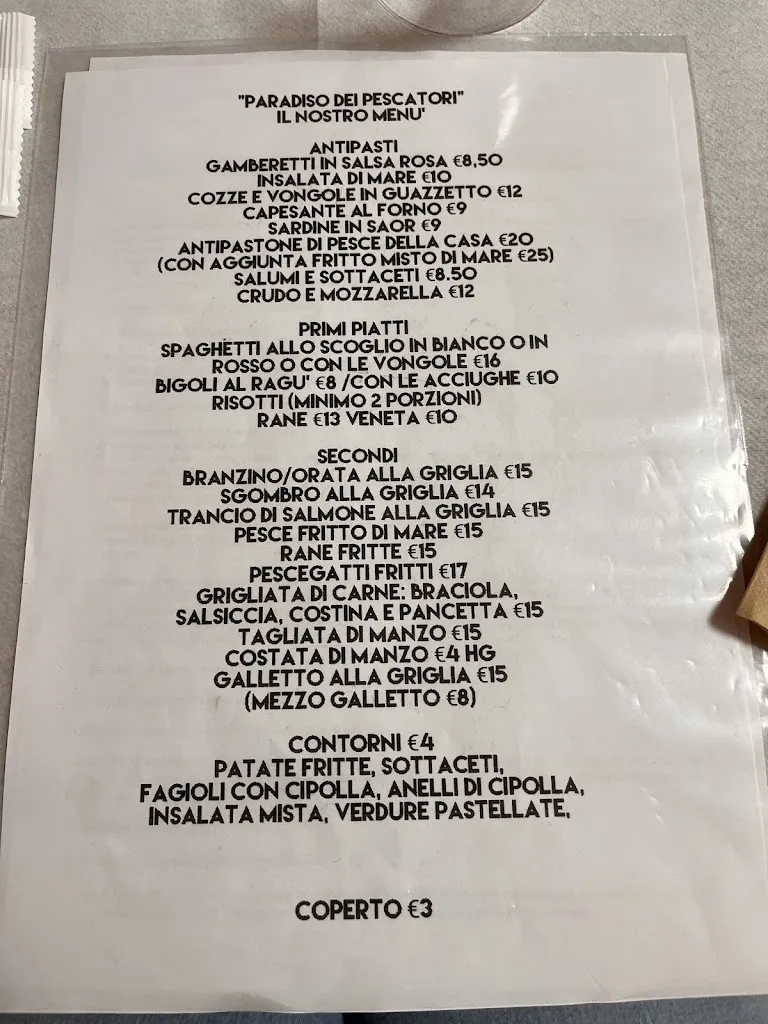 "PARADISO DEI PESCATORI"
IL NOSTRO MENU'
ANTIPASTI
GAMBERETTI IN SALSA ROSA €8,50
INSALATA DI MARE €10
COZZE E VONGOLE IN GUAZZETTO €12
CAPESANTE AL FORNO €9
SARDINE IN SAOR €9
ANTIPASTONE DI PESCE DELLA CASA €20
(CON AGGIUNTA FRITTO MISTO DI MARE €25)
SALUMI E SOTTACETI €8.50
CRUDO E MOZZARELLA €12
PRIMI PIATTI
SPAGHETTI ALLO SCOGLIO IN BIANCO O IN
ROSSO O CON LE VONGOLE €16
BIGOLI AL RAGU' €8 /CON LE ACCIUGHE €10
RISOTTI (MINIMO 2 PORZIONI)
RANE €13 VENETA €10
SECONDI
BRANZINO/ORATA ALLA GRIGLIA €15
SGOMBRO ALLA GRIGLIA €14
TRANCIO DI SALMONE ALLA GRIGLIA €15
PESCE FRITTO DI MARE €15
RANE FRITTE €15
PESCEGATTI FRITTI €17
GRIGLIATA DI CARNE: BRACIOLA,
SALSICCIA, COSTINA E PANCETTA €15
TAGLIATA DI MANZO €15
COSTATA DI MANZO €4 HG
GALLETTO ALLA GRIGLIA €15
(MEZZO GALLETTO €8)
CONTORNI €4
PATATE FRITTE, SOTTACETI,
FAGIOLI CON CIPOLLA, ANELLI DI CIPOLLA,
INSALATA MISTA, VERDURE PASTELLATE,
COPERTO €3